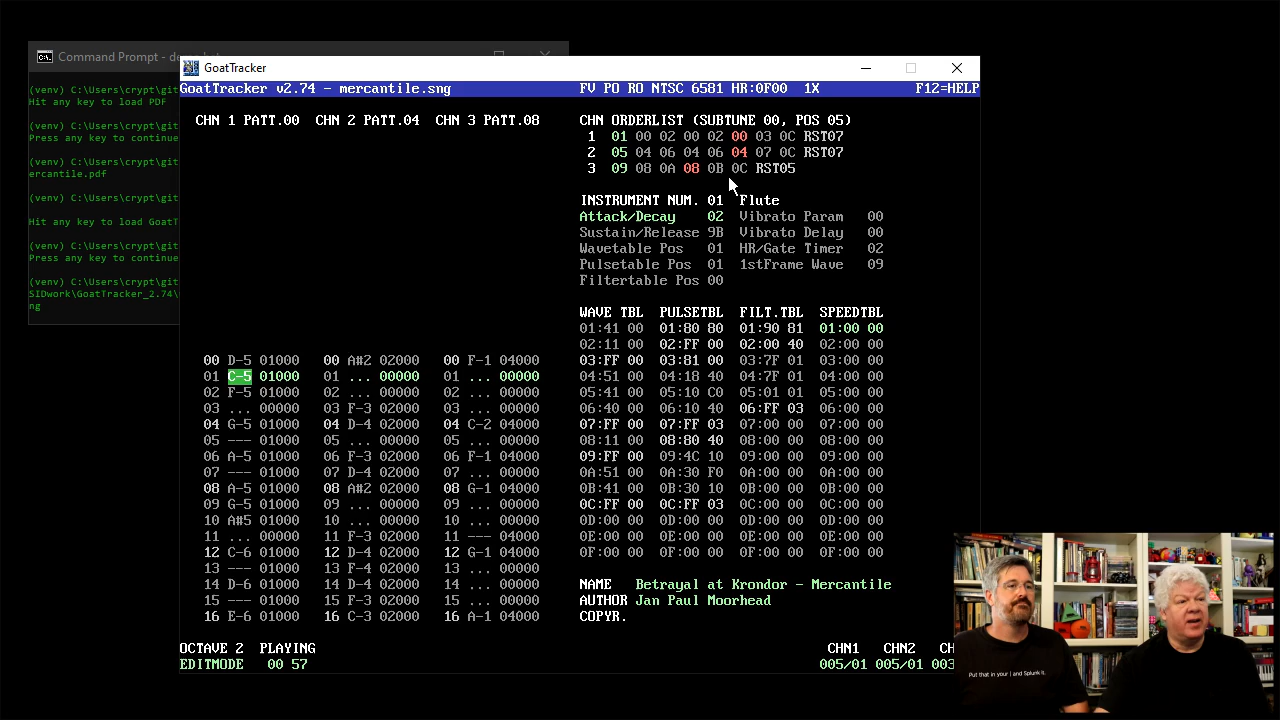 Command Prompt - de
(venv) C:\Users\crypt\git
Hit any key to load PDF
(venv) C:\Users\crypt\git
Press any key to continue
(venv) C:\Users\crypt\git
ercantile.pdf
(venv) C:\Users\crypt\git
Hit any key to load GoatT
(venv) C:\Users\crypt\git
Press any key to continue
(venv) C:\Users\crypt\git
SIDwork\GoatTracker_2.74\
ng
GoatTracker
GoatTracker v2.74 - mercantile.sng FV PO RO NTSC 6581 HR:0F00 1X F12=HELP
CHN 1 PATT.00 CHN 2 PATT.04 CHN 3 PATT.08
00 D-5 01000 00 A#2 02000 00 F-1 04000
01 C-5 01000 01 ... 00000 01 ... 00000
02 F-5 01000 02 ... 00000 02 ... 00000
03 ... 00000 03 F-3 02000 03 ... 00000
04 G-5 01000 04 D-4 02000 04 C-2 04000
05 --- 01000 05 ... 00000 05 ... 00000
06 A-5 01000 06 F-3 02000 06 F-1 04000
07 --- 01000 07 D-4 02000 07 ... 00000
08 A-5 01000 08 A#2 02000 08 G-1 04000
09 G-5 01000 09 ... 00000 09 ... 00000
10 A#5 01000 10 ... 00000 10 ... 00000
11 ... 00000 11 F-3 02000 11 --- 04000
12 C-6 01000 12 D-4 02000 12 G-1 04000
13 --- 01000 13 F-4 02000 13 ... 00000
14 D-6 01000 14 D-4 02000 14 ... 00000
15 --- 01000 15 F-3 02000 15 ... 00000
16 E-6 01000 16 C-3 02000 16 A-1 04000
CHN ORDERLIST (SUBTUNE 00, POS 05)
1 01 00 02 00 02 00 03 0C RST07
2 05 04 06 04 06 04 07 0C RST07
3 09 08 0A 08 0B 0C RST05
INSTRUMENT NUM. 01 Flute
Attack/Decay 02 Vibrato Param 00
Sustain/Release 9B Vibrato Delay 00
Wavetable Pos 01 HR/Gate Timer 02
Pulsetable Pos 01 1stFrame Wave 09
Filtertable Pos 00
WAVE TBL PULSETBL FILT.TBL SPEEDTBL
01:41 00 01:80 80 01:90 81 01:00 00
02:11 00 02:FF 00 02:00 40 02:00 00
03:FF 00 03:81 00 03:7F 01 03:00 00
04:51 00 04:18 40 04:7F 01 04:00 00
05:41 00 05:10 C0 05:01 01 05:00 00
06:40 00 06:10 40 06:FF 03 06:00 00
07:FF 00 07:FF 03 07:00 00 07:00 00
08:11 00 08:80 40 08:00 00 08:00 00
09:FF 00 09:4C 10 09:00 00 09:00 00
0A:51 00 0A:30 F0 0A:00 00 0A:00 00
0B:41 00 0B:30 10 0B:00 00 0B:00 00
0C:FF 00 0C:FF 03 0C:00 00 0C:00 00
0D:00 00 0D:00 00 0D:00 00 0D:00 00
0E:00 00 0E:00 00 0E:00 00 0E:00 00
0F:00 00 0F:00 00 0F:00 00 0F:00 00
NAME Betrayal at Krondor - Mercantile
AUTHOR Jan Paul Moorhead
COPYR.
OCTAVE 2 PLAYING CHN1 CHN2 CH
EDITMODE 00 57 005/01 005/01 003
Put that in your | and Splunk it.